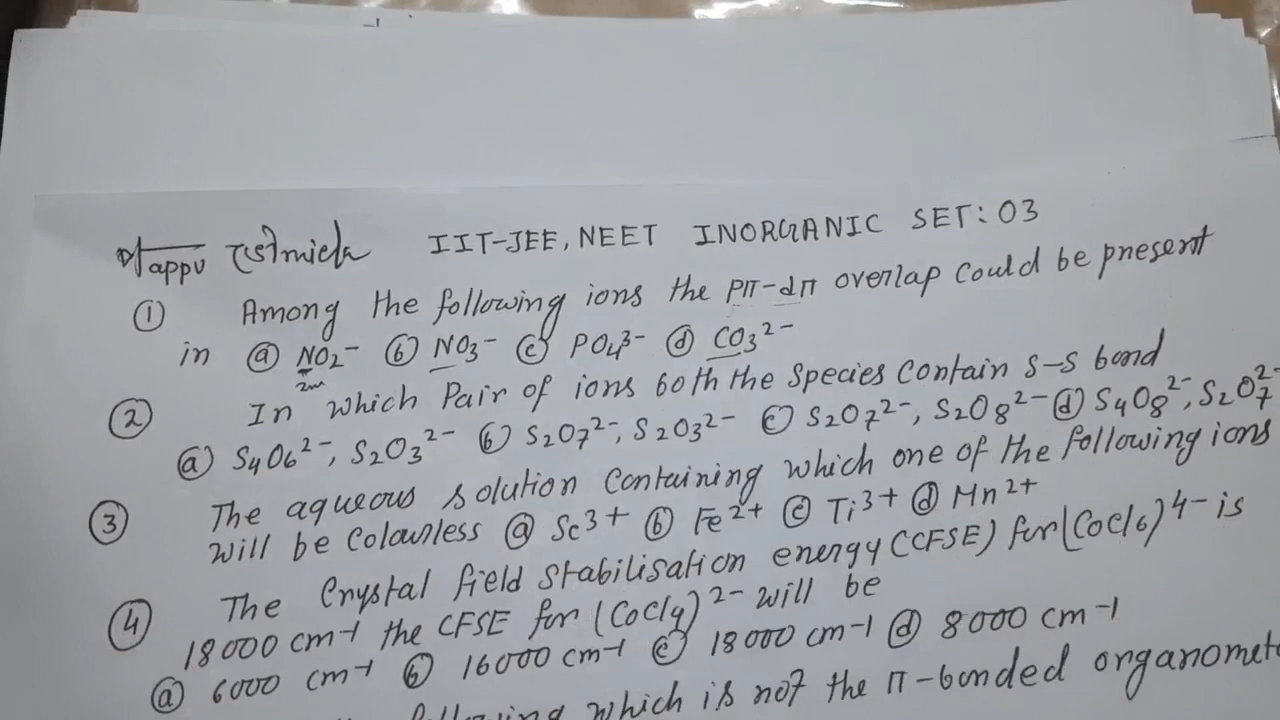 IIT-JEE, NEET INORGANIC SET: 03
① Among the following ions the pπ-dπ overlap could be present
in ⓐ NO₂⁻ ⓑ NO₃⁻ ⓒ PO₄³⁻ ⓓ CO₃²⁻
② In which Pair of ions both the species contain S-S bond
ⓐ S₄O₆²⁻, S₂O₃²⁻ ⓑ S₂O₇²⁻, S₂O₃²⁻ ⓒ S₂O₇²⁻, S₂O₈²⁻ ⓓ S₄O₈²⁻, S₂O₇²⁻
③ The aqueous solution containing which one of the following ions
will be colourless ⓐ Sc³⁺ ⓑ Fe²⁺ ⓒ Ti³⁺ ⓓ Mn²⁺
④ The Crystal field stabilisation energy (CFSE) for (CoCl₆)⁴⁻ is
18000 cm⁻¹ the CFSE for (CoCl₄)²⁻ will be
ⓐ 6000 cm⁻¹ ⓑ 16000 cm⁻¹ ⓒ 18000 cm⁻¹ ⓓ 8000 cm⁻¹
following which is not the π-bonded organomet